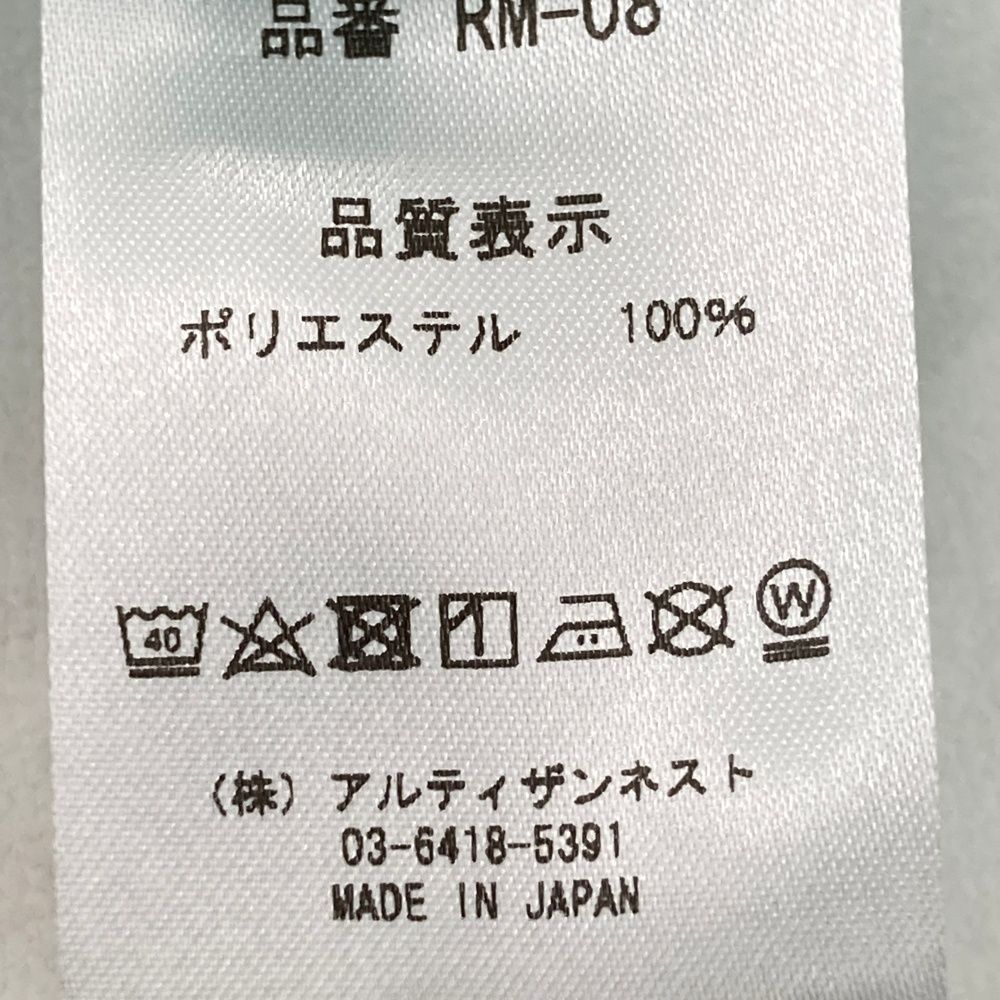 品番 RM-08
品質表示
ポリエステル 100%
40 W
(株) アルティザンネスト
03-6418-5391
MADE IN JAPAN